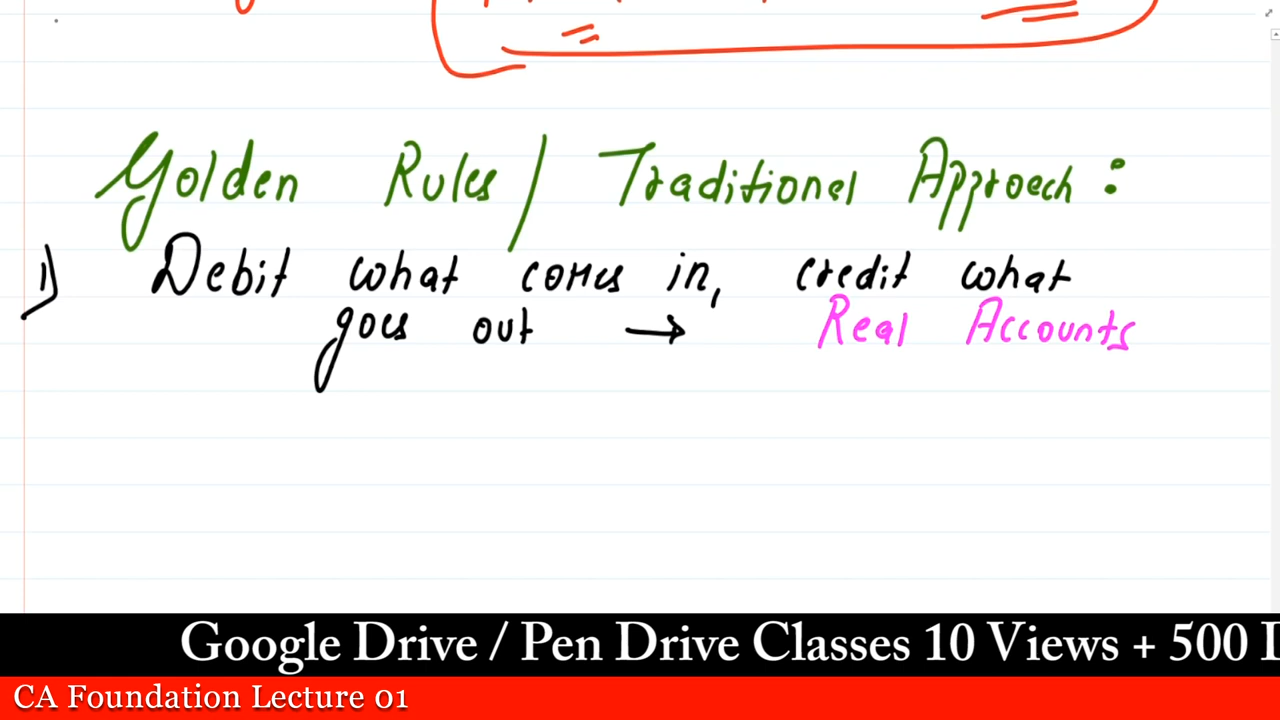 Golden Rules/ Traditional Approach:
1) Debit what comes in, credit what
goes out → Real Accounts
Google Drive / Pen Drive Classes 10 Views + 500
CA Foundation Lecture 01